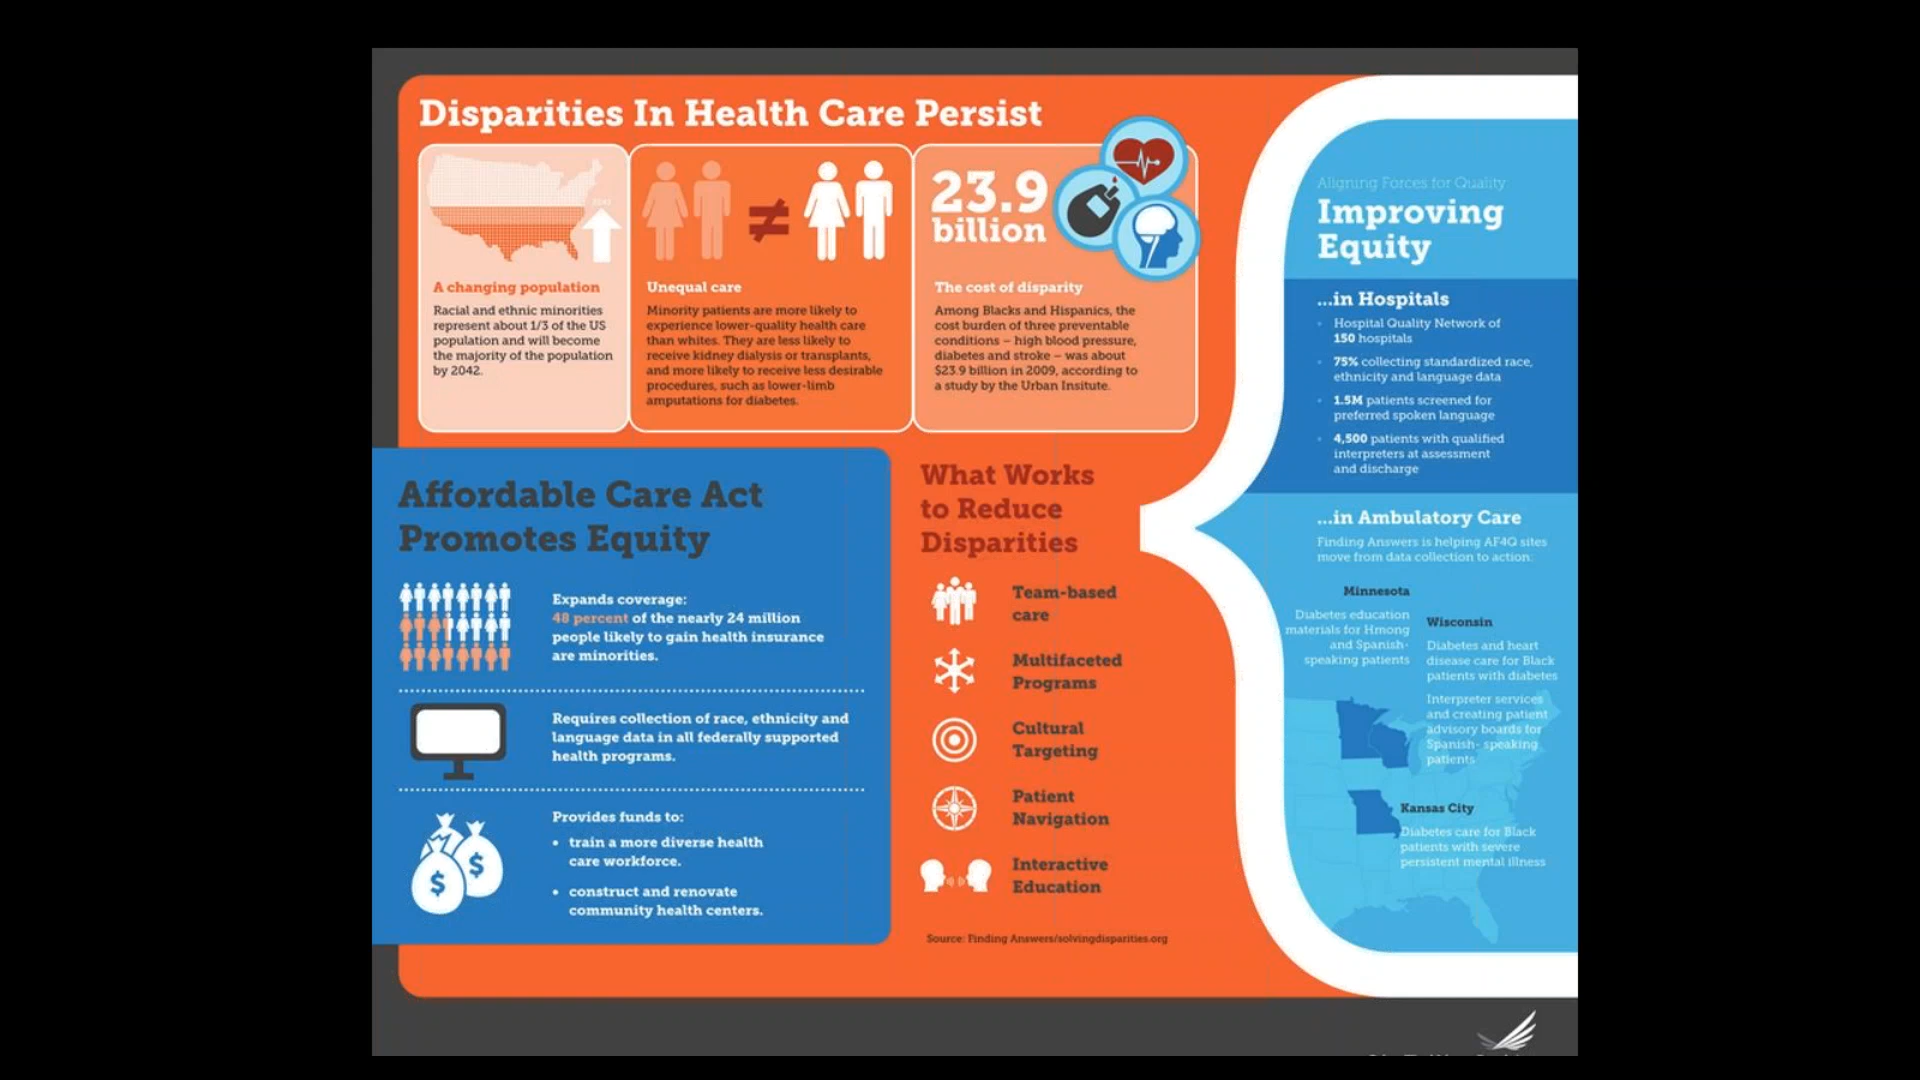 Disparities In Health Care Persist
2042
A changing population
Racial and ethnic minorities
represent about 1/3 of the US
population and will become
the majority of the population
by 2042.
Unequal care
Minority patients are more likely to
experience lower-quality health care
than whites. They are less likely to
receive kidney dialysis or transplants,
and more likely to receive less desirable
procedures, such as lower-limb
amputations for diabetes.
23.9
billion
The cost of disparity
Among Blacks and Hispanics, the
cost burden of three preventable
conditions – high blood pressure,
diabetes and stroke – was about
$23.9 billion in 2009, according to
a study by the Urban Insitute.
Affordable Care Act
Promotes Equity
Expands coverage:
48 percent of the nearly 24 million
people likely to gain health insurance
are minorities.
Requires collection of race, ethnicity and
language data in all federally supported
health programs.
$ $
Provides funds to:
• train a more diverse health
care workforce.
• construct and renovate
community health centers.
What Works
to Reduce
Disparities
Team-based
care
Multifaceted
Programs
Cultural
Targeting
Patient
Navigation
Interactive
Education
Source: Finding Answers/solvingdisparities.org
Aligning Forces for Quality
Improving
Equity
...in Hospitals
• Hospital Quality Network of
150 hospitals
• 75% collecting standardized race,
ethnicity and language data
• 1.5M patients screened for
preferred spoken language
• 4,500 patients with qualified
interpreters at assessment
and discharge
...in Ambulatory Care
Finding Answers is helping AF4Q sites
move from data collection to action:
Minnesota
Diabetes education
materials for Hmong
and Spanish-
speaking patients
Wisconsin
Diabetes and heart
disease care for Black
patients with diabetes
Interpreter services
and creating patient
advisory boards for
Spanish- speaking
patients
Kansas City
Diabetes care for Black
patients with severe
persistent mental illness